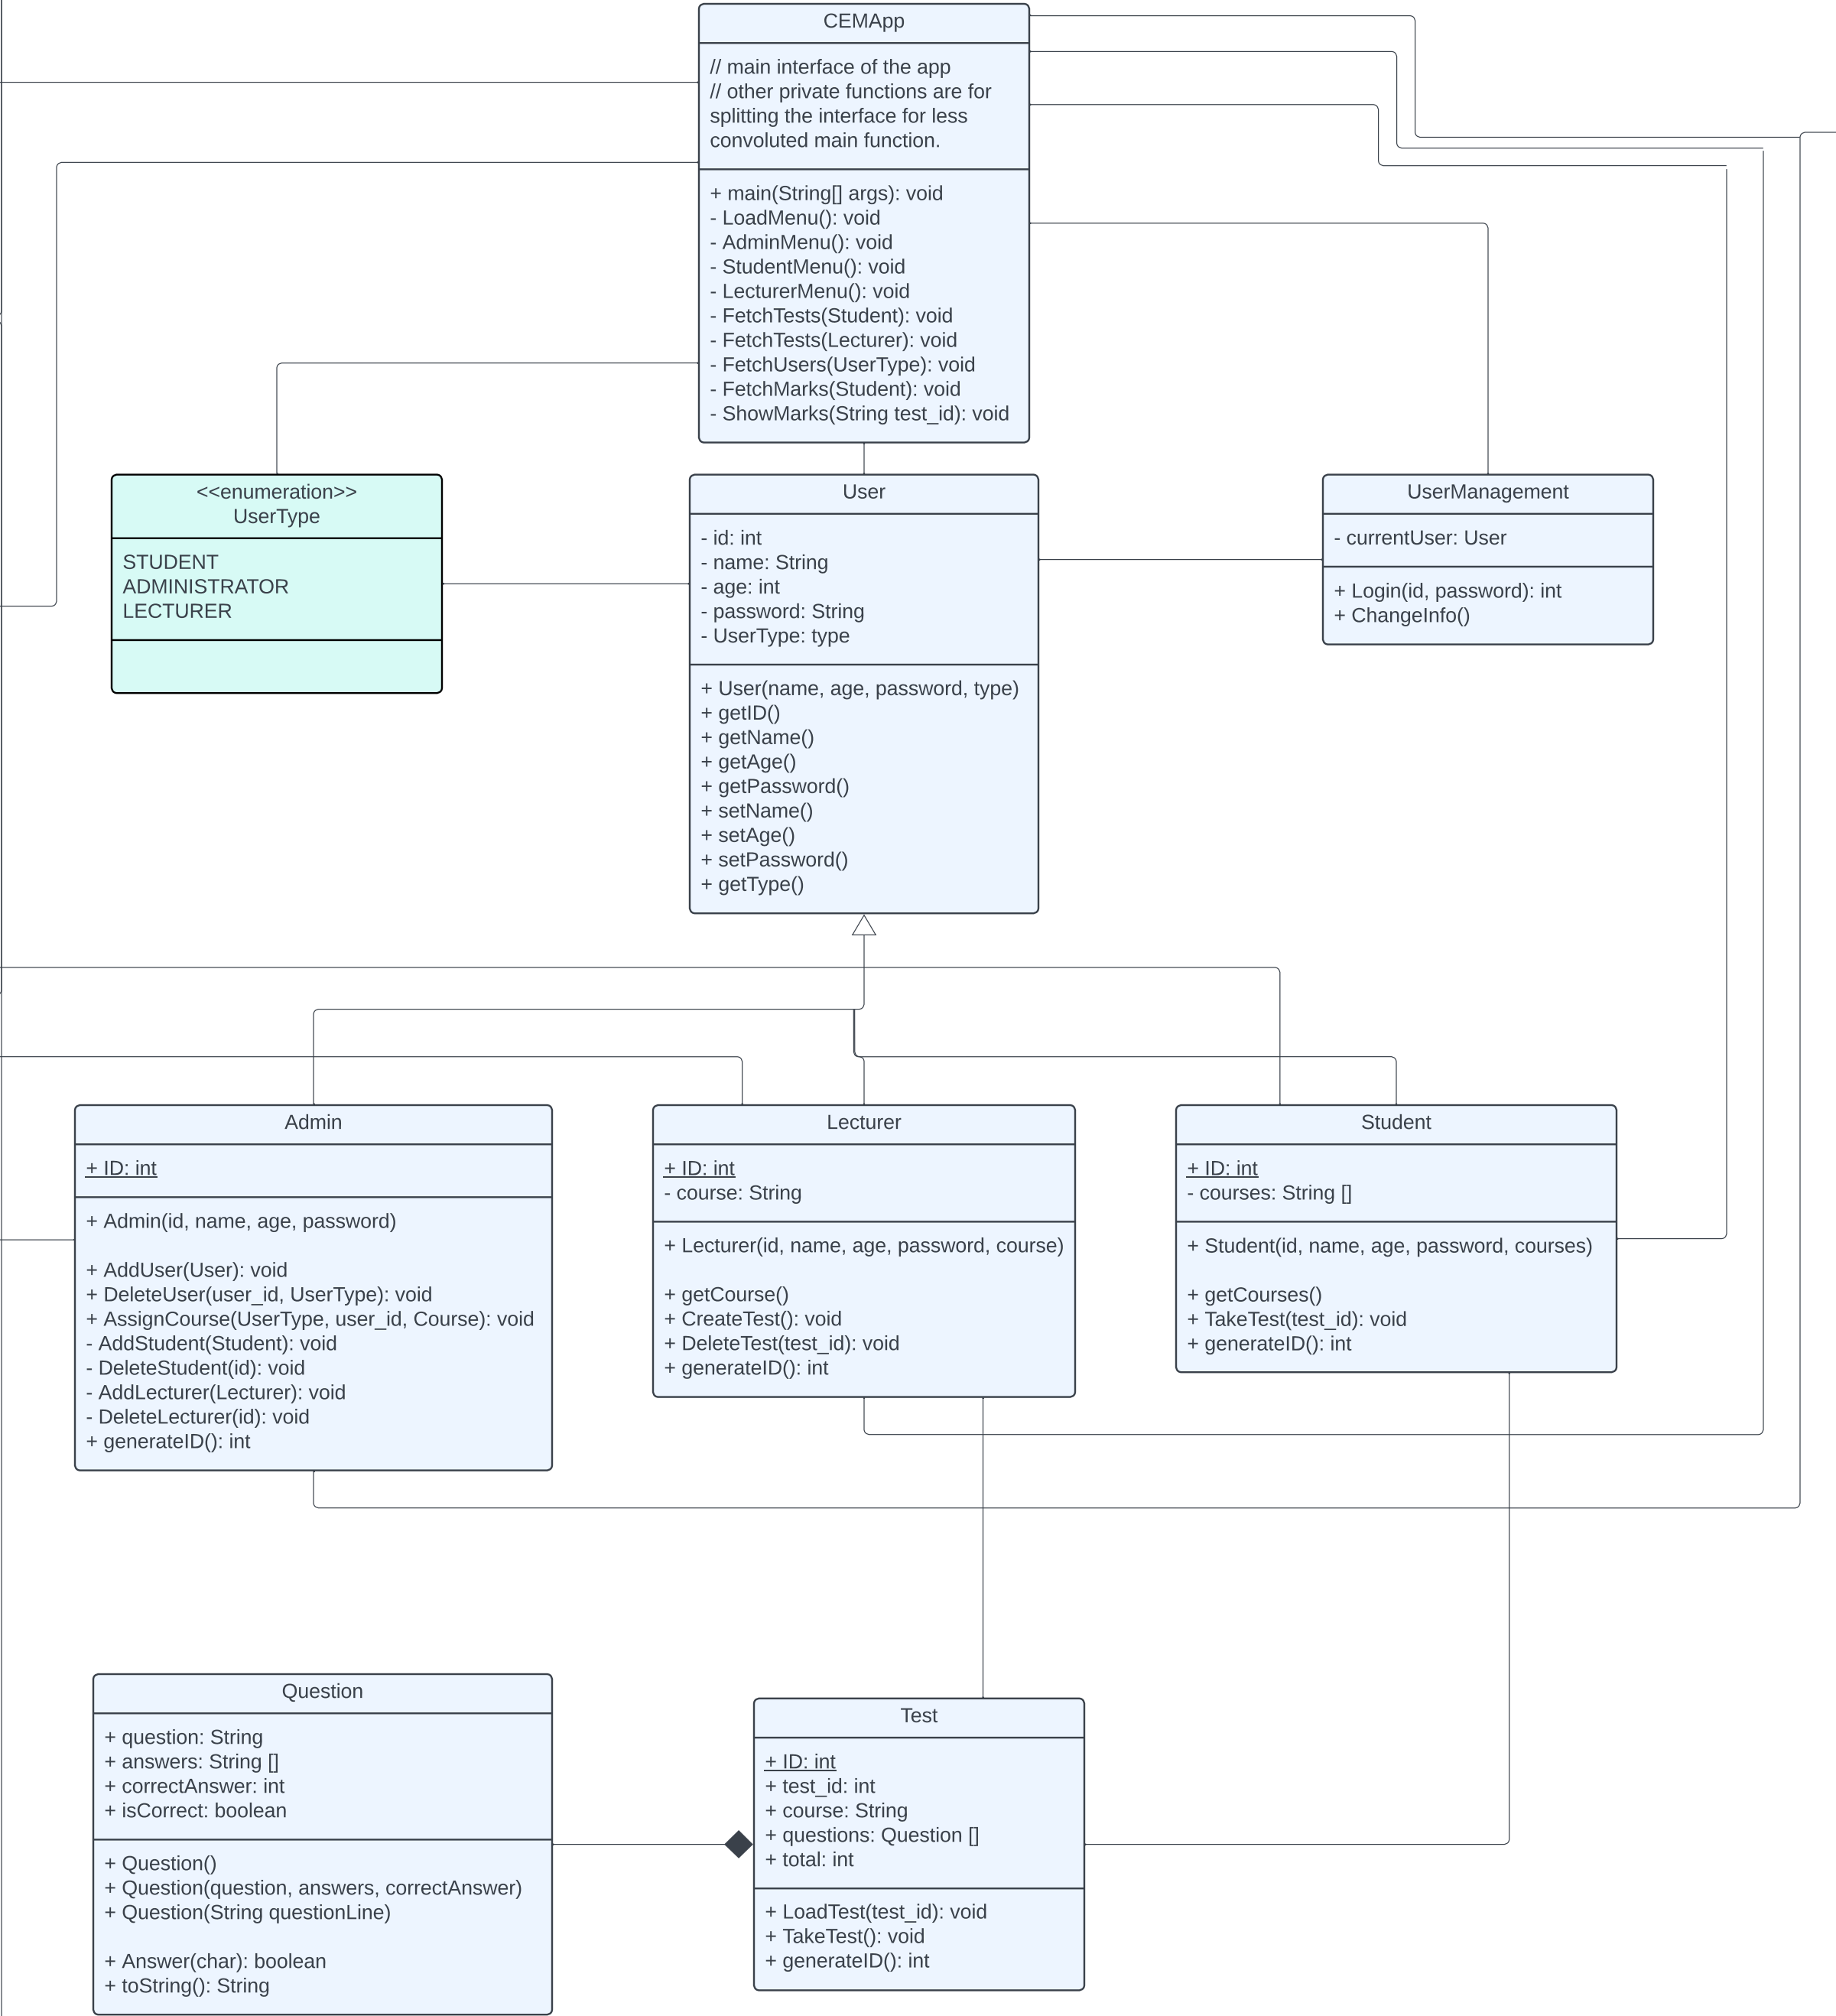 CEMApp
// main interface of the app
// other private functions are for
splitting the interface for less
convoluted main function.
+ main(String[] args): void
- LoadMenu(): void
- AdminMenu(): void
- StudentMenu(): void
- LecturerMenu(): void
- FetchTests(Student): void
- FetchTests(Lecturer): void
- FetchUsers(UserType): void
- FetchMarks(Student): void
- ShowMarks(String test_id): void
<<enumeration>>
UserType
STUDENT
ADMINISTRATOR
LECTURER
User
- id: int
- name: String
- age: int
- password: String
- UserType: type
+ User(name, age, password, type)
+ getID()
+ getName()
+ getAge()
+ getPassword()
+ setName()
+ setAge()
+ setPassword()
+ getType()
UserManagement
- currentUser: User
+ Login(id, password): int
+ ChangeInfo()
Admin
+ ID: int
+ Admin(id, name, age, password)
+ AddUser(User): void
+ DeleteUser(user_id, UserType): void
+ AssignCourse(UserType, user_id, Course): void
- AddStudent(Student): void
- DeleteStudent(id): void
- AddLecturer(Lecturer): void
- DeleteLecturer(id): void
+ generateID(): int
Lecturer
+ ID: int
- course: String
+ Lecturer(id, name, age, password, course)
+ getCourse()
+ CreateTest(): void
+ DeleteTest(test_id): void
+ generateID(): int
Student
+ ID: int
- courses: String []
+ Student(id, name, age, password, courses)
+ getCourses()
+ TakeTest(test_id): void
+ generateID(): int
Question
+ question: String
+ answers: String []
+ correctAnswer: int
+ isCorrect: boolean
+ Question()
+ Question(question, answers, correctAnswer)
+ Question(String questionLine)
+ Answer(char): boolean
+ toString(): String
Test
+ ID: int
+ test_id: int
+ course: String
+ questions: Question []
+ total: int
+ LoadTest(test_id): void
+ TakeTest(): void
+ generateID(): int